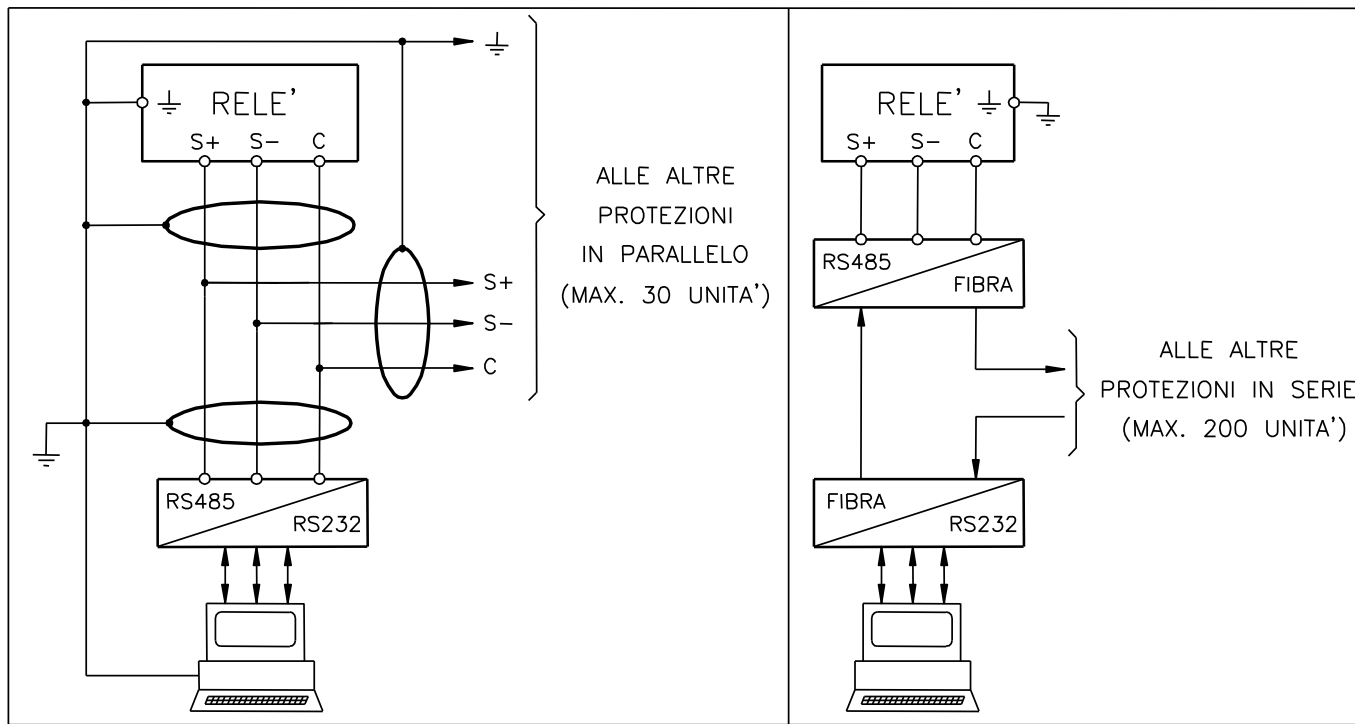 RELE'
S+ S- C
ALLE ALTRE
PROTEZIONI
IN PARALLELO
(MAX. 30 UNITA')
S+
S-
C
RS485
RS232
RELE'
S+ S- C
RS485
FIBRA
ALLE ALTRE
PROTEZIONI IN SERIE
(MAX. 200 UNITA')
FIBRA
RS232